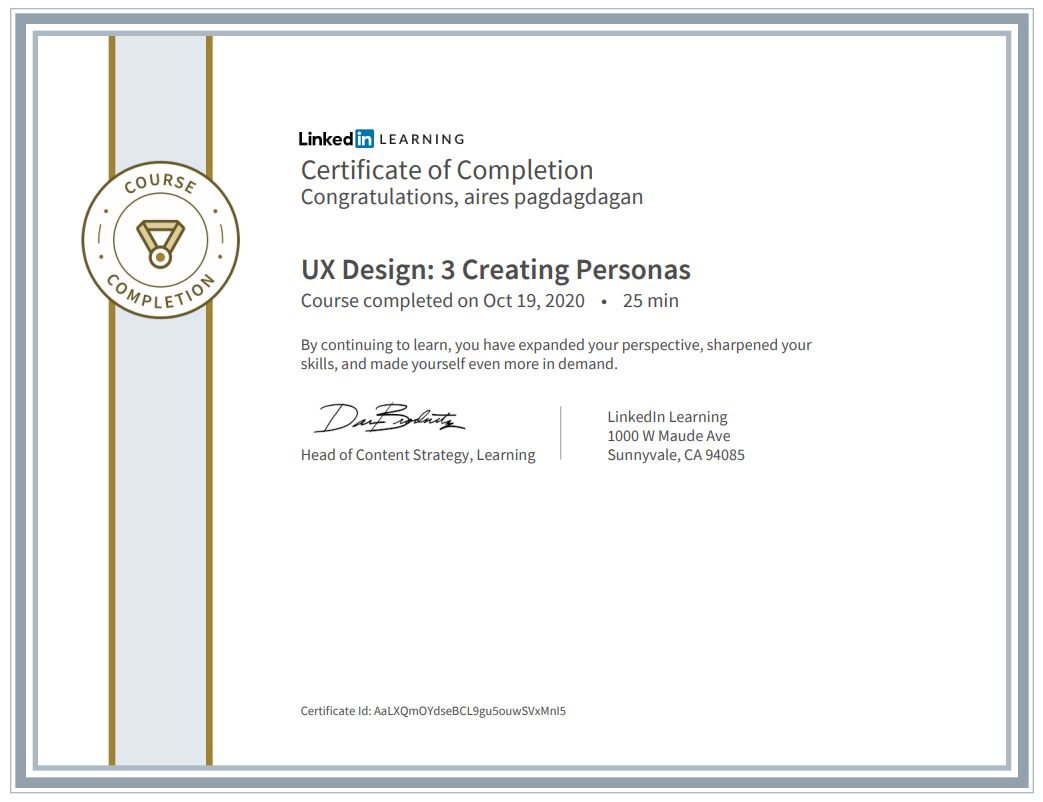 COURSE
COMPLETION
Linkedin LEARNING
Certificate of Completion
Congratulations, aires pagdagdagan
UX Design: 3 Creating Personas
Course completed on Oct 19, 2020 • 25 min
By continuing to learn, you have expanded your perspective, sharpened your
skills, and made yourself even more in demand.
Head of Content Strategy, Learning
LinkedIn Learning
1000 W Maude Ave
Sunnyvale, CA 94085
Certificate Id: AaLXQmOYdseBCL9gu5ouwSVxMnI5